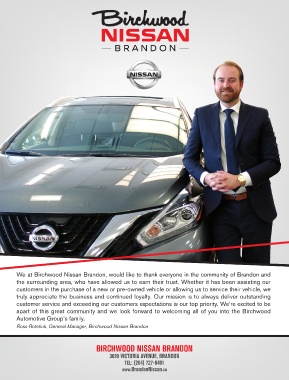 Birchwood
NISSAN
BRANDON
NISSAN
NISSAN
We at Birchwood Nissan Brandon, would like to thank everyone in the community of Brandon and
the surrounding area, who have allowed us to earn their trust. Whether it has been assisting our
customers in the purchase of a new or pre-owned vehicle or allowing us to service their vehicle, we
truly appreciate the business and continued loyalty. Our mission is to always deliver outstanding
customer service and exceeding our customers expectations is our top priority. We're excited to be
apart of this great community and we look forward to welcoming all of you into the Birchwood
Automotive Group's family.
General Manager, Birchwood Nissan Brandon
BIRCHWOOD NISSAN BRANDON
3620 VICTORIA AVENUE, BRANDON
www.BrandonNissan.ca